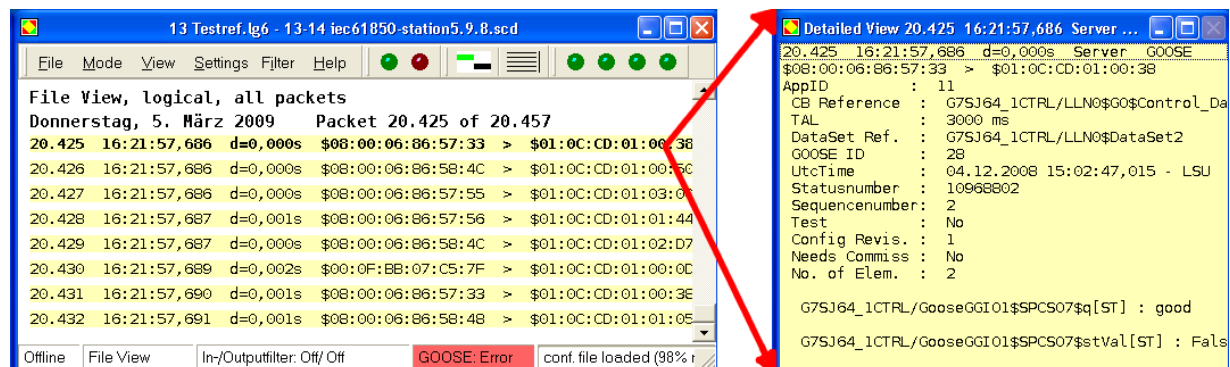 13 Testref.lg6 - 13-14 iec61850-station5.9.8.scd
File Mode View Settings Filter Help
File View, logical, all packets
Donnerstag, 5. März 2009 Packet 20.425 of 20.457
20.425 16:21:57,686 d=0,000s $08:00:06:86:57:33 > $01:0C:CD:01:00:38
20.426 16:21:57,686 d=0,000s $08:00:06:86:58:4C > $01:0C:CD:01:00:
20.427 16:21:57,686 d=0,000s $08:00:06:86:57:55 > $01:0C:CD:01:03:
20.428 16:21:57,687 d=0,001s $08:00:06:86:57:56 > $01:0C:CD:01:01:44
20.429 16:21:57,687 d=0,000s $08:00:06:86:58:4C > $01:0C:CD:01:02:D7
20.430 16:21:57,689 d=0,002s $00:0F:BB:07:C5:7F > $01:0C:CD:01:00:0D
20.431 16:21:57,690 d=0,001s $08:00:06:86:57:33 > $01:0C:CD:01:00:38
20.432 16:21:57,691 d=0,001s $08:00:06:86:58:48 > $01:0C:CD:01:01:05
Offline File View In-/Outputfilter: Off/ Off GOOSE: Error conf. file loaded (98%
Detailed View 20.425 16:21:57,686 Server ...
20.425 16:21:57,686 d=0,000s Server GOOSE
$08:00:06:86:57:33 > $01:0C:CD:01:00:38
AppID : 11
CB Reference : G7SJ64_1CTRL/LLN0$GO$Control_Da
TAL : 3000 ms
DataSet Ref. : G7SJ64_1CTRL/LLN0$DataSet2
GOOSE ID : 28
UtcTime : 04.12.2008 15:02:47,015 - LSU
Statusnumber : 10968802
Sequencenumber: 2
Test : No
Config Revis. : 1
Needs Commiss : No
No. of Elem. : 2
G7SJ64_1CTRL/GooseGGIO1$SPCSO7$q[ST] : good
G7SJ64_1CTRL/GooseGGIO1$SPCSO7$stVal[ST] : Fals